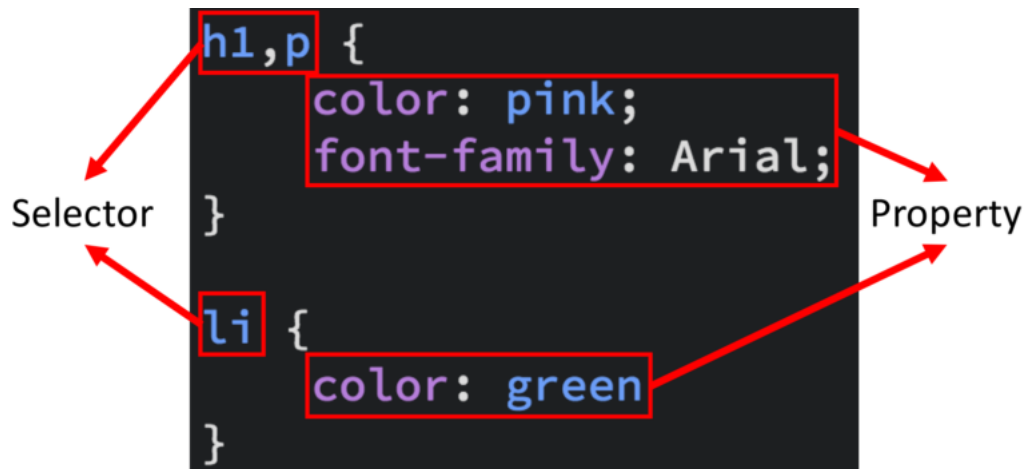 h1,p {
color: pink;
font-family: Arial;
Selector
}
Property
li {
color: green
}